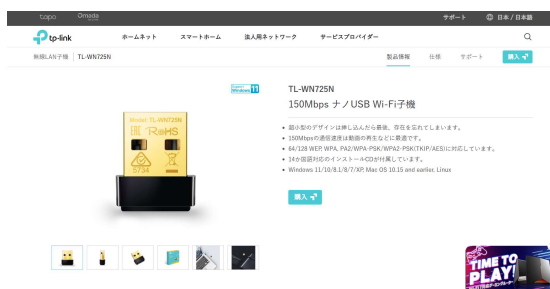 tapo Omada サポート 日本 / 日本語
tp-link ホームネット スマートホーム 法人用ネットワーク サービスプロバイダー
無線LAN子機 TL-WN725N 製品情報 仕様 サポート 購入
Windows 11
TL-WN725N
150Mbps ナノUSB Wi-Fi子機
超小型のデザインは挿し込んだら最後、存在を忘れてしまいます。
150Mbpsの通信速度は動画の再生などに最適です。
64/128 WEP, WPA, PA2/WPA-PSK/WPA2-PSK(TKIP/AES)に対応しています。
14か国語対応のインストールCDが付属しています。
Windows 11/10/8.1/8/7/XP, Mac OS 10.15 and earlier, Linux
購入
Model: TL-WN725N
RoHS
5734
TIME TO
PLAY!